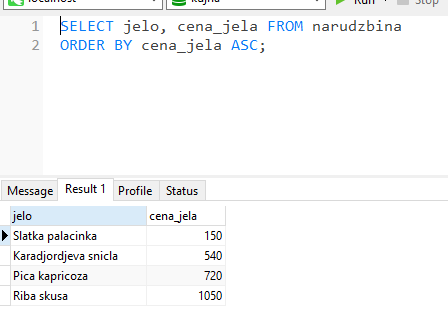 localhost
Run
Stop
1 SELECT jelo, cena_jela FROM narudzbina
2 ORDER BY cena_jela ASC;
Message Result 1 Profile Status
jelo cena_jela
Slatka palacinka 150
Karadjordjeva snicla 540
Pica kapricoza 720
Riba skusa 1050